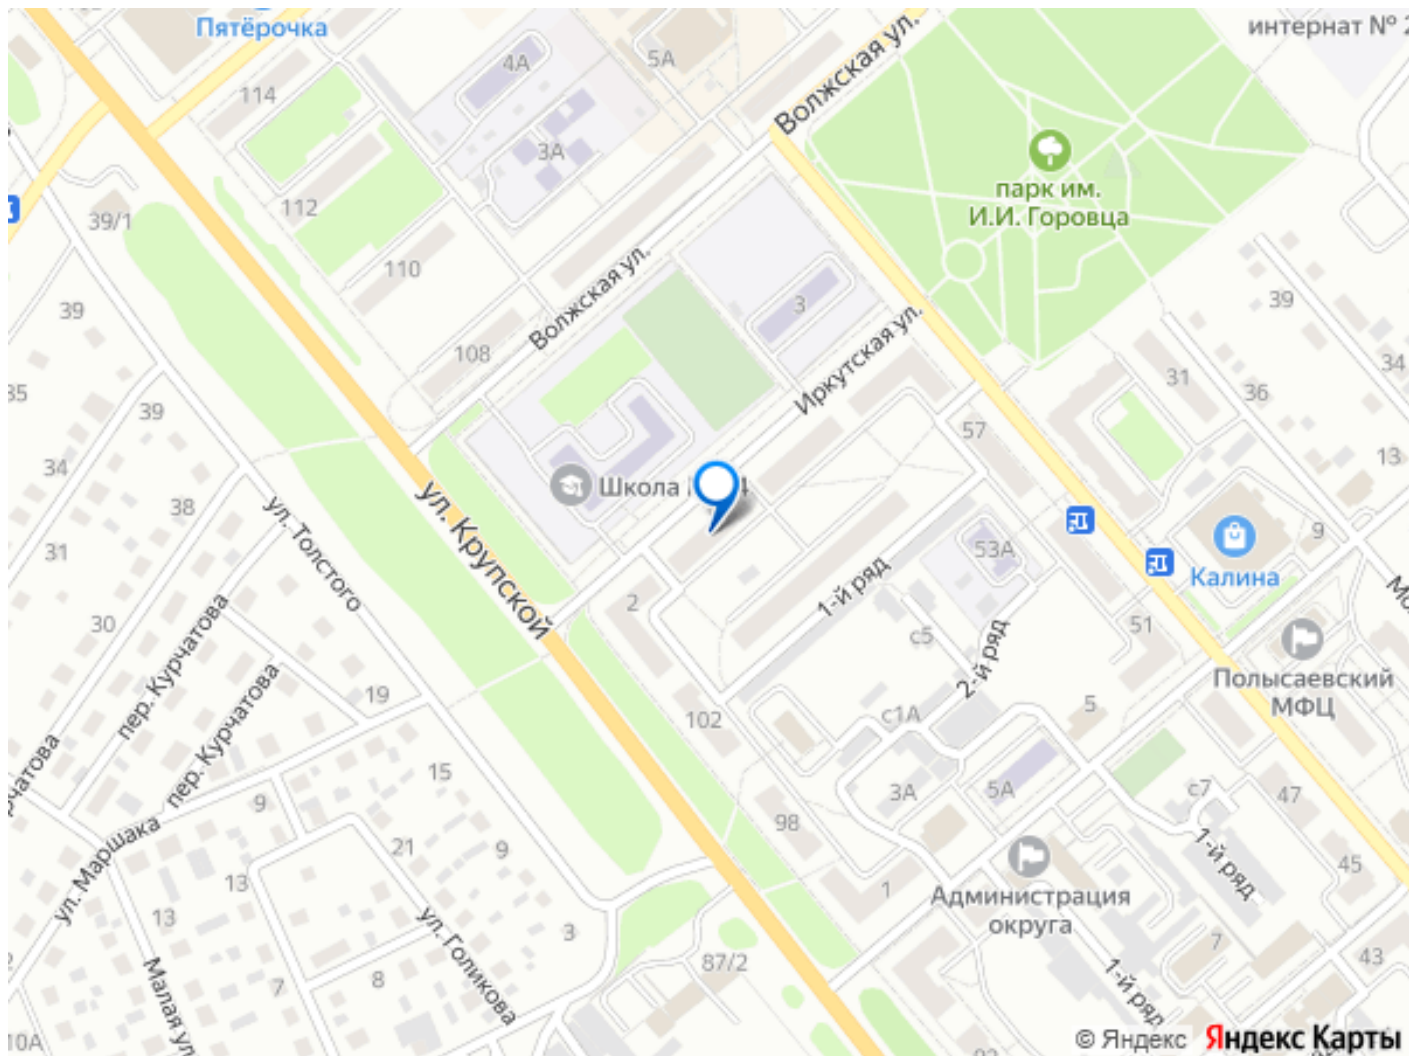 Пятёрочка
интернат № 2
4А
5А
114
Волжская ул.
3А
парк им.
И.И. Горовца
112
39/1
110
39
39
3
Волжская ул.
108
Иркутская ул.
34
31
36
35
39
57
13
34
Школа
4
38
ул. Крупской
ул. Толстого
9
31
53А
Калина
1-й ряд
30
2
пер. Курчатова
с5
51
2-й ряд
Полысаевский
МФЦ
19
пер. Курчатова
102
с1А
5
15
3А
5А
с7
47
9
98
ул. Маршака
21
9
1-й ряд
45
13
1
Администрация
округа
13
ул. Голикова
3
7
43
87/2
Малая ул
8
7
1-й ряд
10А
© Яндекс Яндекс Карты